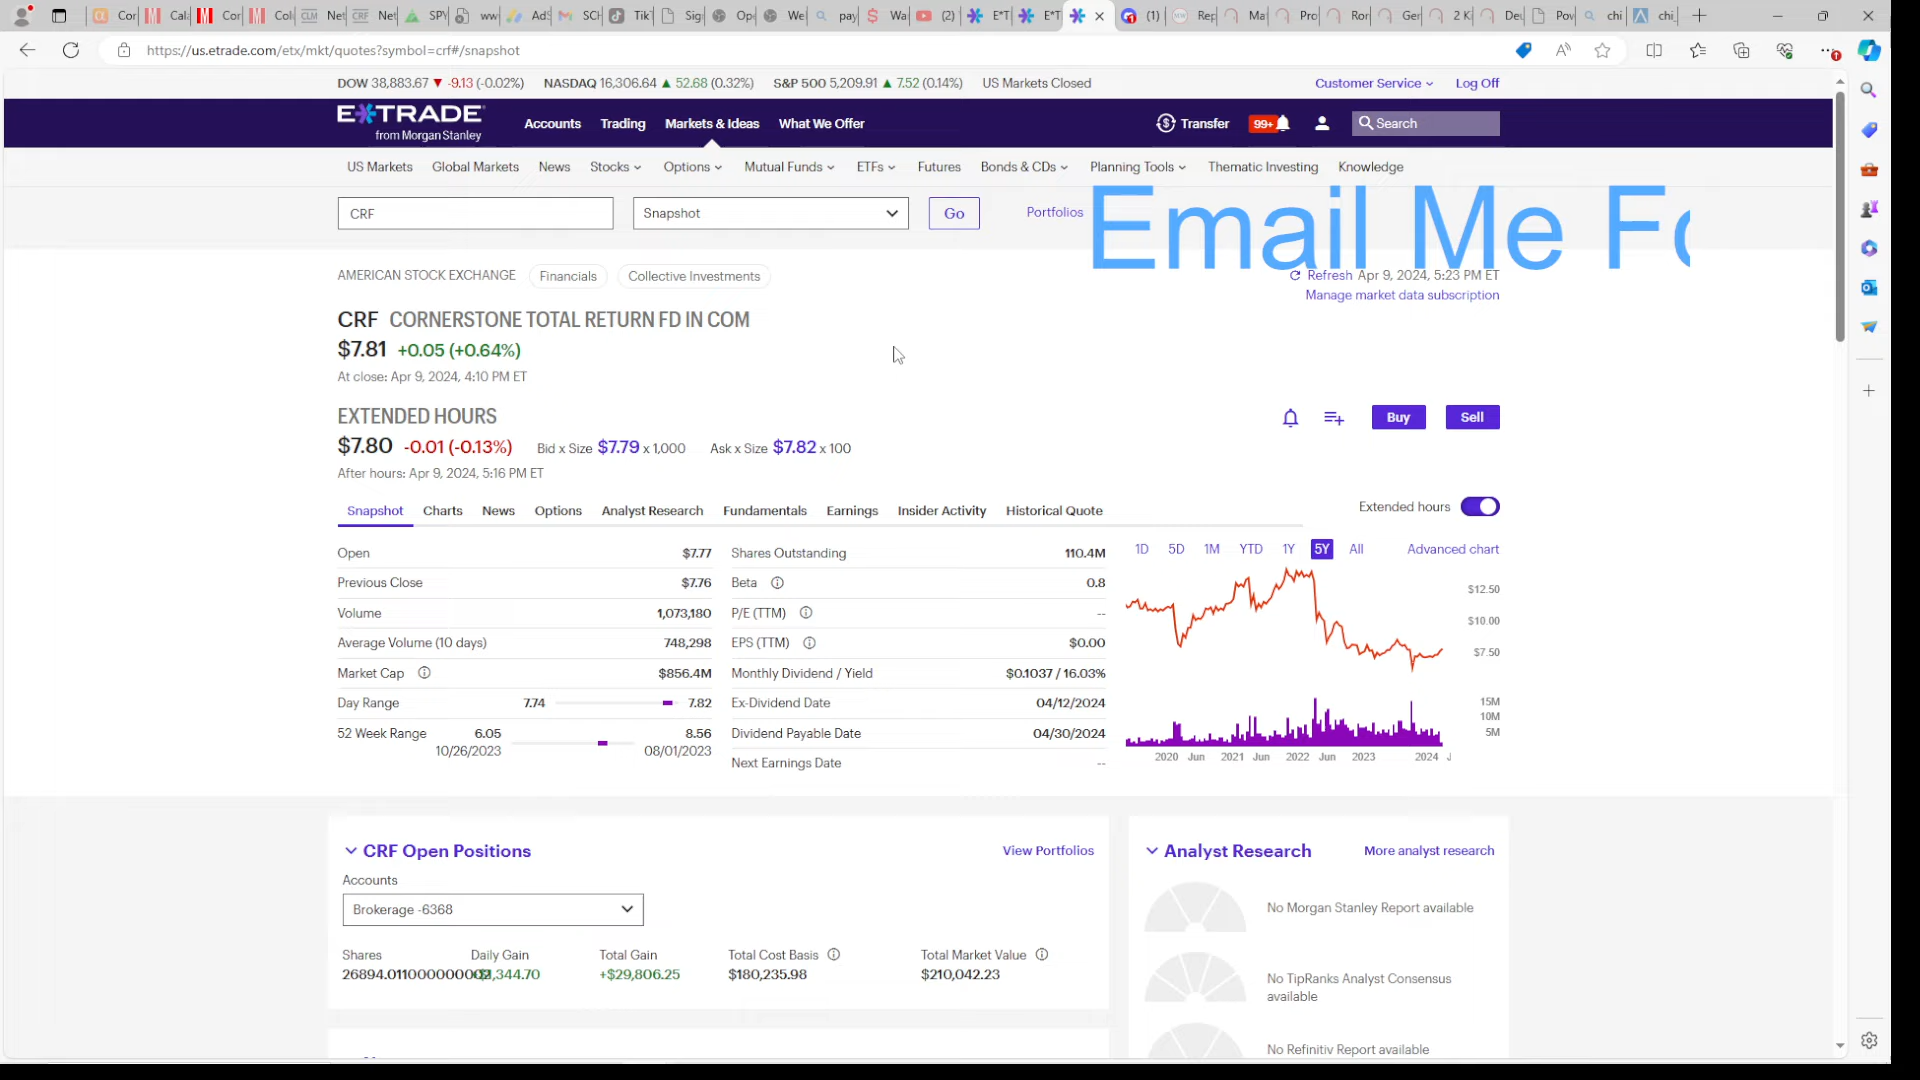 https://us.etrade.com/etx/mkt/quotes?symbol=crf#/snapshot
DOW 38,883.67 ▼ -9.13 (-0.02%) NASDAQ 16,306.64 ▲ 52.68 (0.32%) S&P 500 5,209.91 ▲ 7.52 (0.14%) US Markets Closed Customer Service Log Off
E*TRADE
from Morgan Stanley
Accounts Trading Markets & Ideas What We Offer Transfer 99+ Search
US Markets Global Markets News Stocks Options Mutual Funds ETFs Futures Bonds & CDs Planning Tools Thematic Investing Knowledge
CRF Snapshot Go Portfolios
Email Me
AMERICAN STOCK EXCHANGE Financials Collective Investments
Refresh Apr 9, 2024, 5:23 PM ET
Manage market data subscription
CRF CORNERSTONE TOTAL RETURN FD IN COM
$7.81 +0.05 (+0.64%)
At close: Apr 9, 2024, 4:10 PM ET
EXTENDED HOURS
$7.80 -0.01 (-0.13%) Bid x Size $7.79 x 1,000 Ask x Size $7.82 x 100
Buy Sell
After hours: Apr 9, 2024, 5:16 PM ET
Snapshot Charts News Options Analyst Research Fundamentals Earnings Insider Activity Historical Quote
Extended hours
Open $7.77
Previous Close $7.76
Volume 1,073,180
Average Volume (10 days) 748,298
Market Cap $856.4M
Day Range 7.74 7.82
52 Week Range 6.05 8.56
10/26/2023 08/01/2023
Shares Outstanding 110.4M
Beta 0.8
P/E (TTM) --
EPS (TTM) $0.00
Monthly Dividend / Yield $0.1037 / 16.03%
Ex-Dividend Date 04/12/2024
Dividend Payable Date 04/30/2024
Next Earnings Date --
1D 5D 1M YTD 1Y 5Y All Advanced chart
$12.50
$10.00
$7.50
15M
10M
5M
2020 Jun 2021 Jun 2022 Jun 2023 2024
CRF Open Positions View Portfolios
Accounts
Brokerage -6368
Shares Daily Gain Total Gain Total Cost Basis Total Market Value
+$29,806.25 $180,235.98 $210,042.23
Analyst Research More analyst research
No Morgan Stanley Report available
No TipRanks Analyst Consensus
available
No Refinitiv Report available